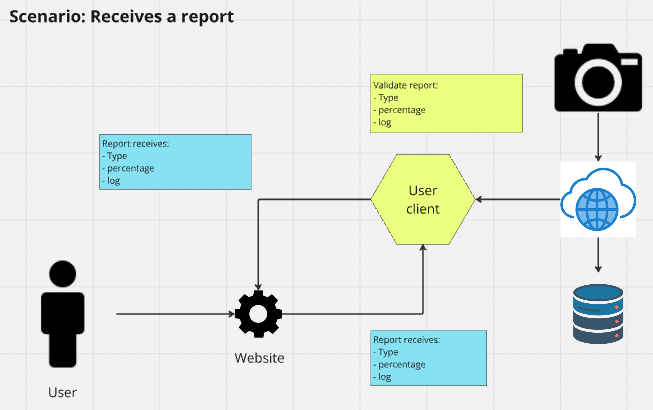 Scenario: Receives a report
Validate report:
- Type
- percentage
- log
Report receives:
- Type
- percentage
- log
User
client
Website
Report receives:
- Type
- percentage
- log
User